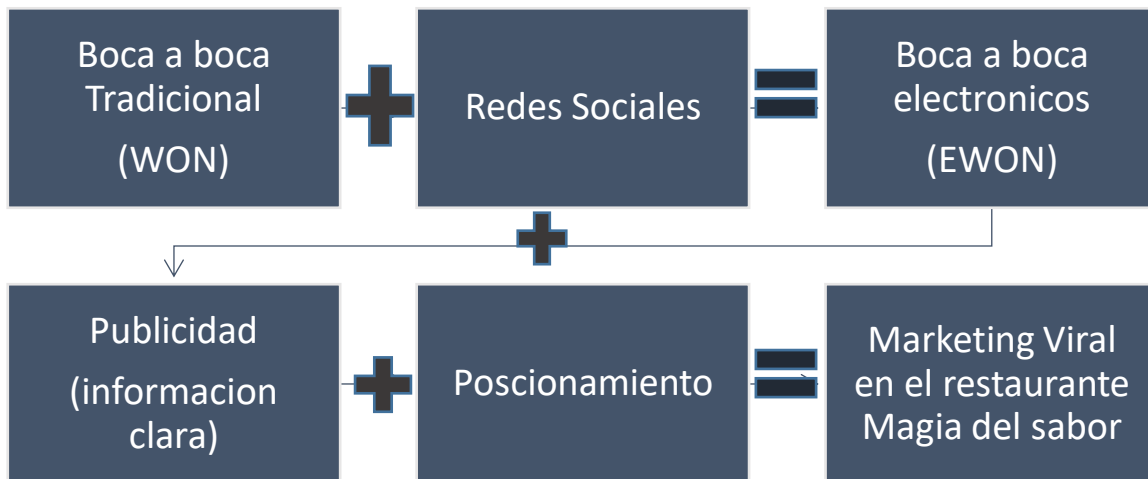 Boca a boca
Tradicional
(WON)
Redes Sociales
Boca a boca
electronicos
(EWON)
Publicidad
(informacion
clara)
Poscionamiento
Marketing Viral
en el restaurante
Magia del sabor